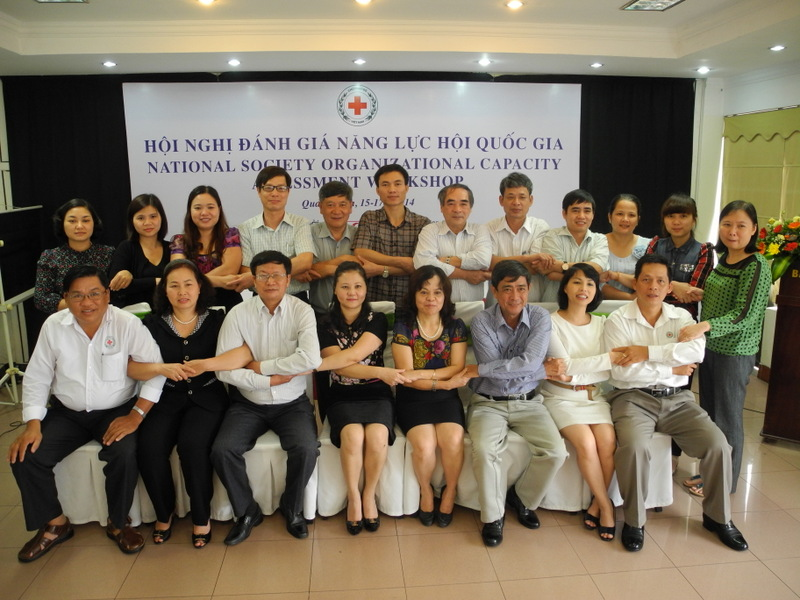 HỘI NGHỊ ĐÁNH GIÁ NĂNG LỰC HỘI QUỐC GIA
NATIONAL SOCIETY ORGANIZATIONAL CAPACITY
WORKSHOP